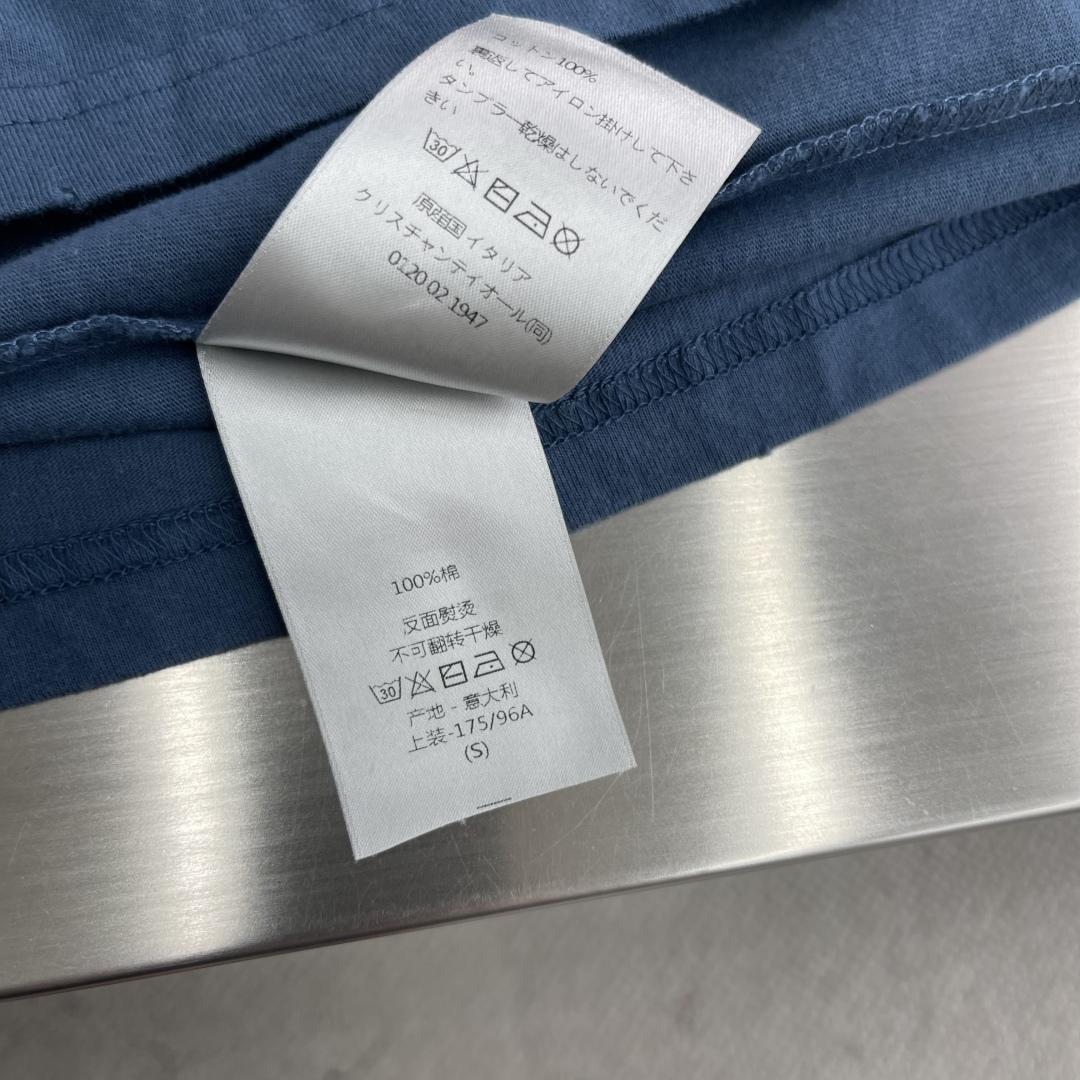 コットン100%
裏返してアイロン掛けして下さ
い。
タンブラー乾燥はしないでくだ
さい
30
イタリア
クリスチャンディオール(同)
0120 02 1947
100%棉
反面熨烫
不可翻转干燥
30
产地 - 意大利
上装-175/96A
(S)